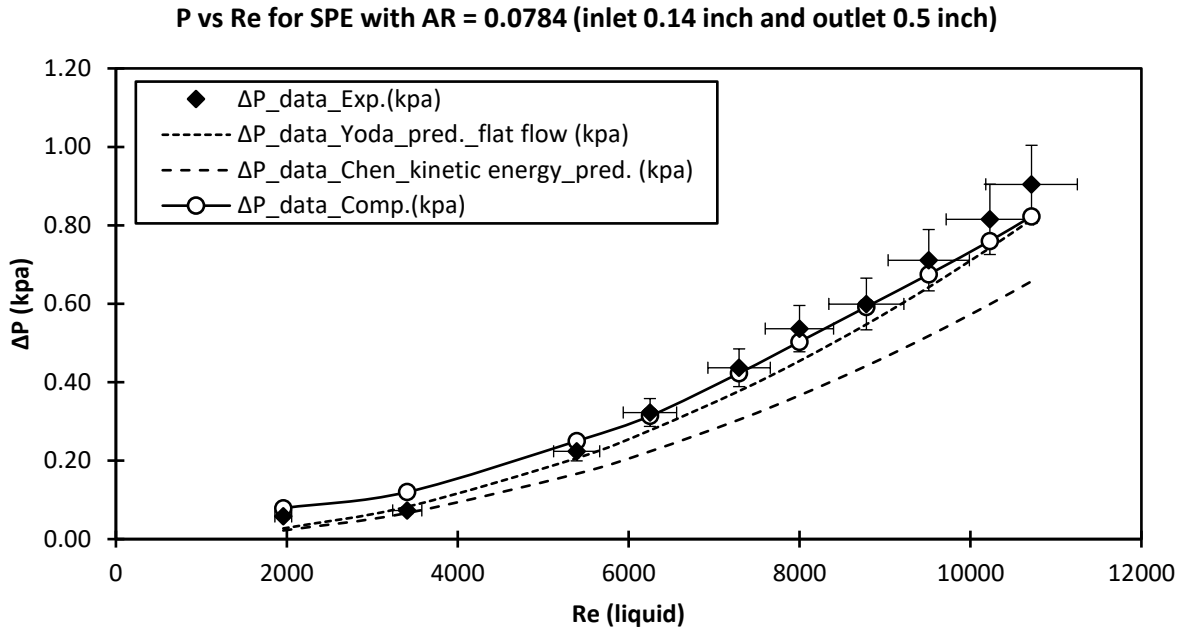 P vs Re for SPE with AR = 0.0784 (inlet 0.14 inch and outlet 0.5 inch)
1.20
1.00
0.80
0.60
0.40
0.20
0.00
ΔP (kpa)
ΔP_data_Exp.(kpa)
ΔP_data_Yoda_pred._flat flow (kpa)
ΔP_data_Chen_kinetic energy_pred. (kpa)
ΔP_data_Comp.(kpa)
0 2000 4000 6000 8000 10000 12000
Re (liquid)